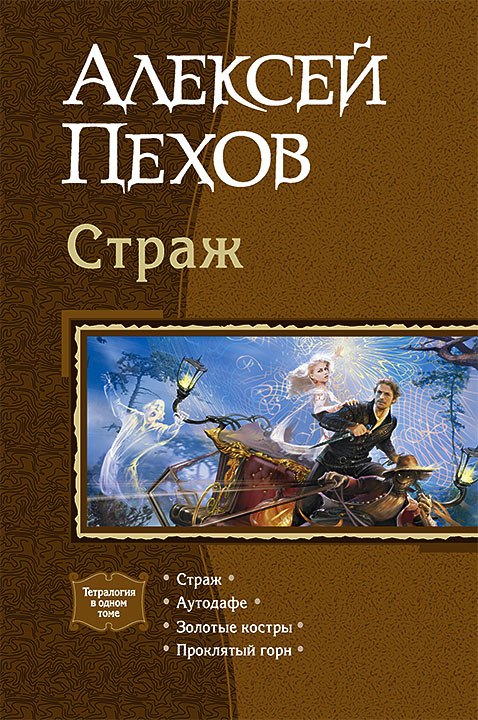 Алексей
Пехов
Страж
Тетралогия
в одном
томе
• Страж •
• Аутодафе •
• Золотые костры •
• Проклятый горн •